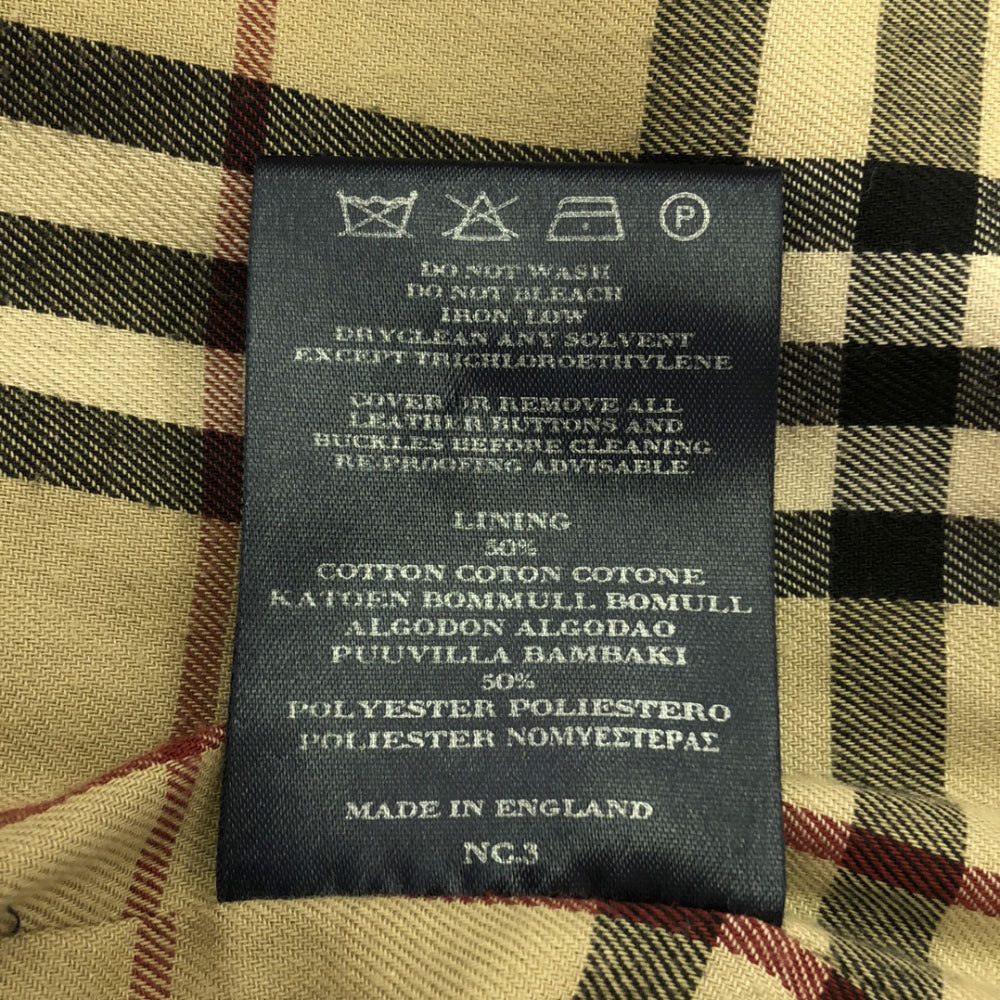 P
DO NOT WASH
DO NOT BLEACH
IRON, LOW
DRYCLEAN ANY SOLVENT
EXCEPT TRICHLOROETHYLENE
COVER OR REMOVE ALL
LEATHER BUTTONS AND
BUCKLES BEFORE CLEANING
RE.PROOFING ADVISABLE
LINING
50%
COTTON COTON COTONE
KATOEN BOMMULL BOMULL
ALGODON ALGODAO
PUUVILLA BAMBAKI
50%
POLYESTER POLIESTERO
POLIESTER ΝΟΜΥΕΣΤΕΡΑΣ
MADE IN ENGLAND
NC.3